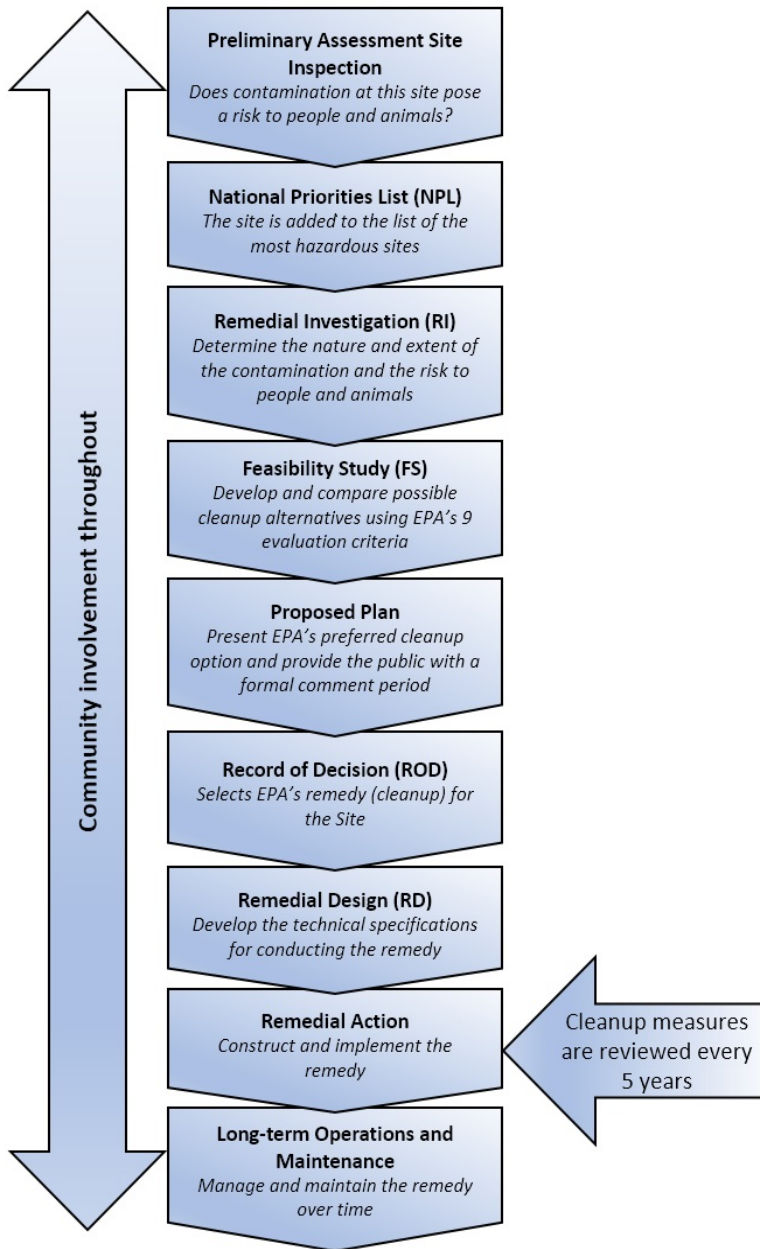 Preliminary Assessment Site
Inspection
Does contamination at this site pose
a risk to people and animals?
National Priorities List (NPL)
The site is added to the list of the
most hazardous sites
Remedial Investigation (RI)
Determine the nature and extent of
the contamination and the risk to
people and animals
Feasibility Study (FS)
Develop and compare possible
cleanup alternatives using EPA’s 9
evaluation criteria
Proposed Plan
Present EPA’s preferred cleanup
option and provide the public with a
formal comment period
Record of Decision (ROD)
Selects EPA’s remedy (cleanup) for
the Site
Remedial Design (RD)
Develop the technical specifications
for conducting the remedy
Remedial Action
Construct and implement the
remedy
Long-term Operations and
Maintenance
Manage and maintain the remedy
over time
Community involvement throughout
Cleanup measures
are reviewed every
5 years